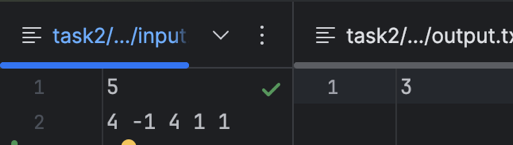 task2/.../input
task2/.../output.tx
1 5
2 4 -1 4 1 1
1 3